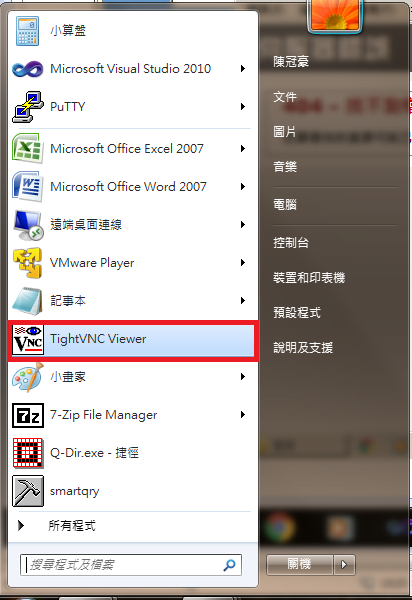 小算盤
Microsoft Visual Studio 2010
PuTTY
Microsoft Office Excel 2007
Microsoft Office Word 2007
遠端桌面連線
VMware Player
記事本
VNC
TightVNC Viewer
小畫家
7z
7-Zip File Manager
Q-Dir.exe - 捷徑
smartqry
所有程式
搜尋程式及檔案
陳冠豪
文件
圖片
音樂
電腦
控制台
裝置和印表機
預設程式
說明及支援
關機